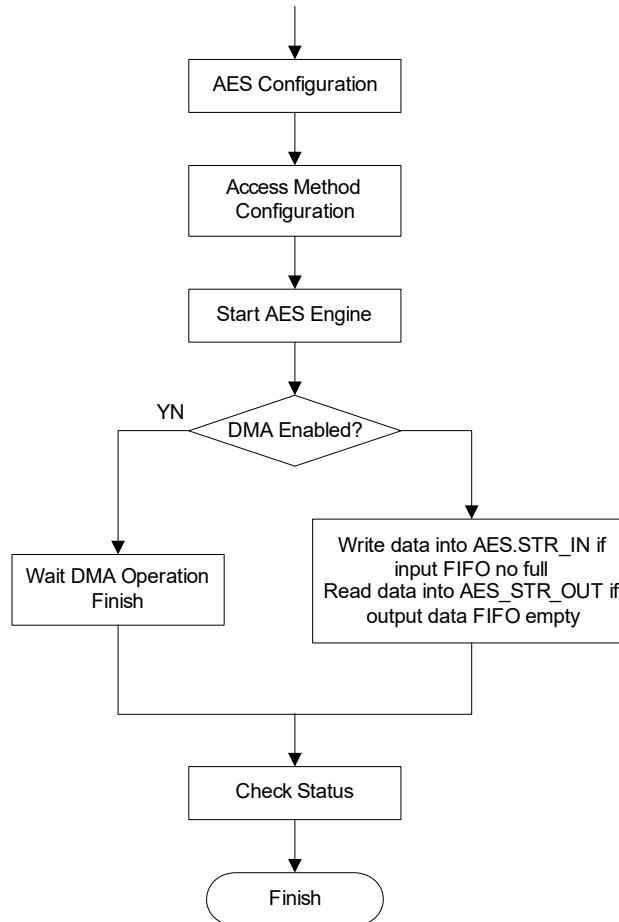 AES Configuration
Access Method
Configuration
Start AES Engine
YN
DMA Enabled?
Wait DMA Operation
Finish
Write data into AES.STR_IN if
input FIFO no full
Read data into AES_STR_OUT if
output data FIFO empty
Check Status
Finish